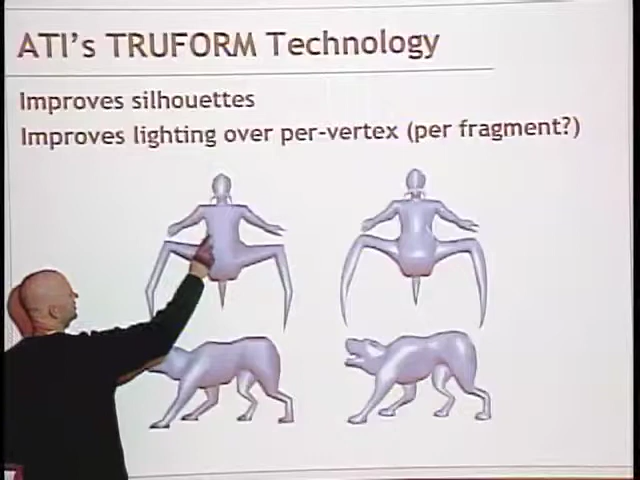 ATI's TRUFORM Technology
Improves silhouettes
Improves lighting over per-vertex (per fragment?)